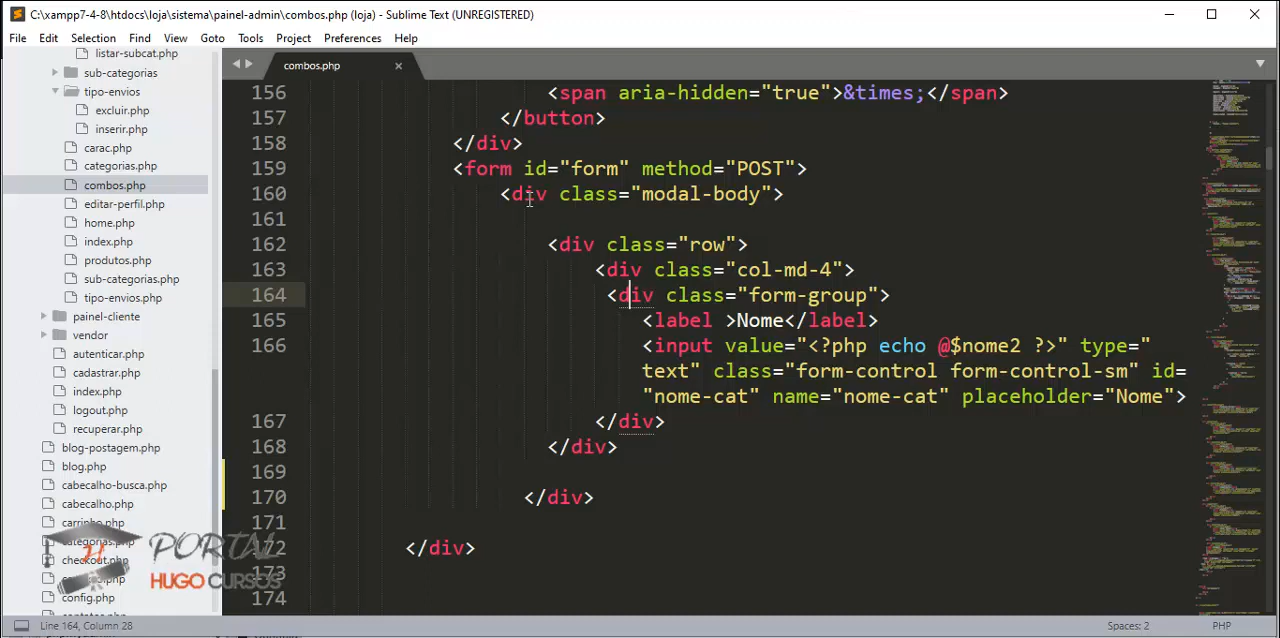 C:\xampp7-4-8\htdocs\loja\sistema\painel-admin\combos.php (loja) - Sublime Text (UNREGISTERED)
File Edit Selection Find View Goto Tools Project Preferences Help
listar-subcat.php
sub-categorias
tipo-envios
excluir.php
inserir.php
carac.php
categorias.php
combos.php
editar-perfil.php
home.php
index.php
produtos.php
sub-categorias.php
tipo-envios.php
painel-cliente
vendor
autenticar.php
cadastrar.php
index.php
logout.php
recuperar.php
blog-postagem.php
blog.php
cabecalho-busca.php
cabecalho.php
carrinho.php
categorias.php
checkout.php
config.php
PORTAL
HUGO CURSOS
combos.php
156 <span aria-hidden="true">&times;</span>
157 </button>
158 </div>
159 <form id="form" method="POST">
160 <div class="modal-body">
161
162 <div class="row">
163 <div class="col-md-4">
164 <div class="form-group">
165 <label >Nome</label>
166 <input value="<?php echo @$nome2 ?>" type="
text" class="form-control form-control-sm" id=
"nome-cat" name="nome-cat" placeholder="Nome">
167 </div>
168 </div>
169
170 </div>
171
172 </div>
173
174
Line 164, Column 28
Spaces: 2
PHP